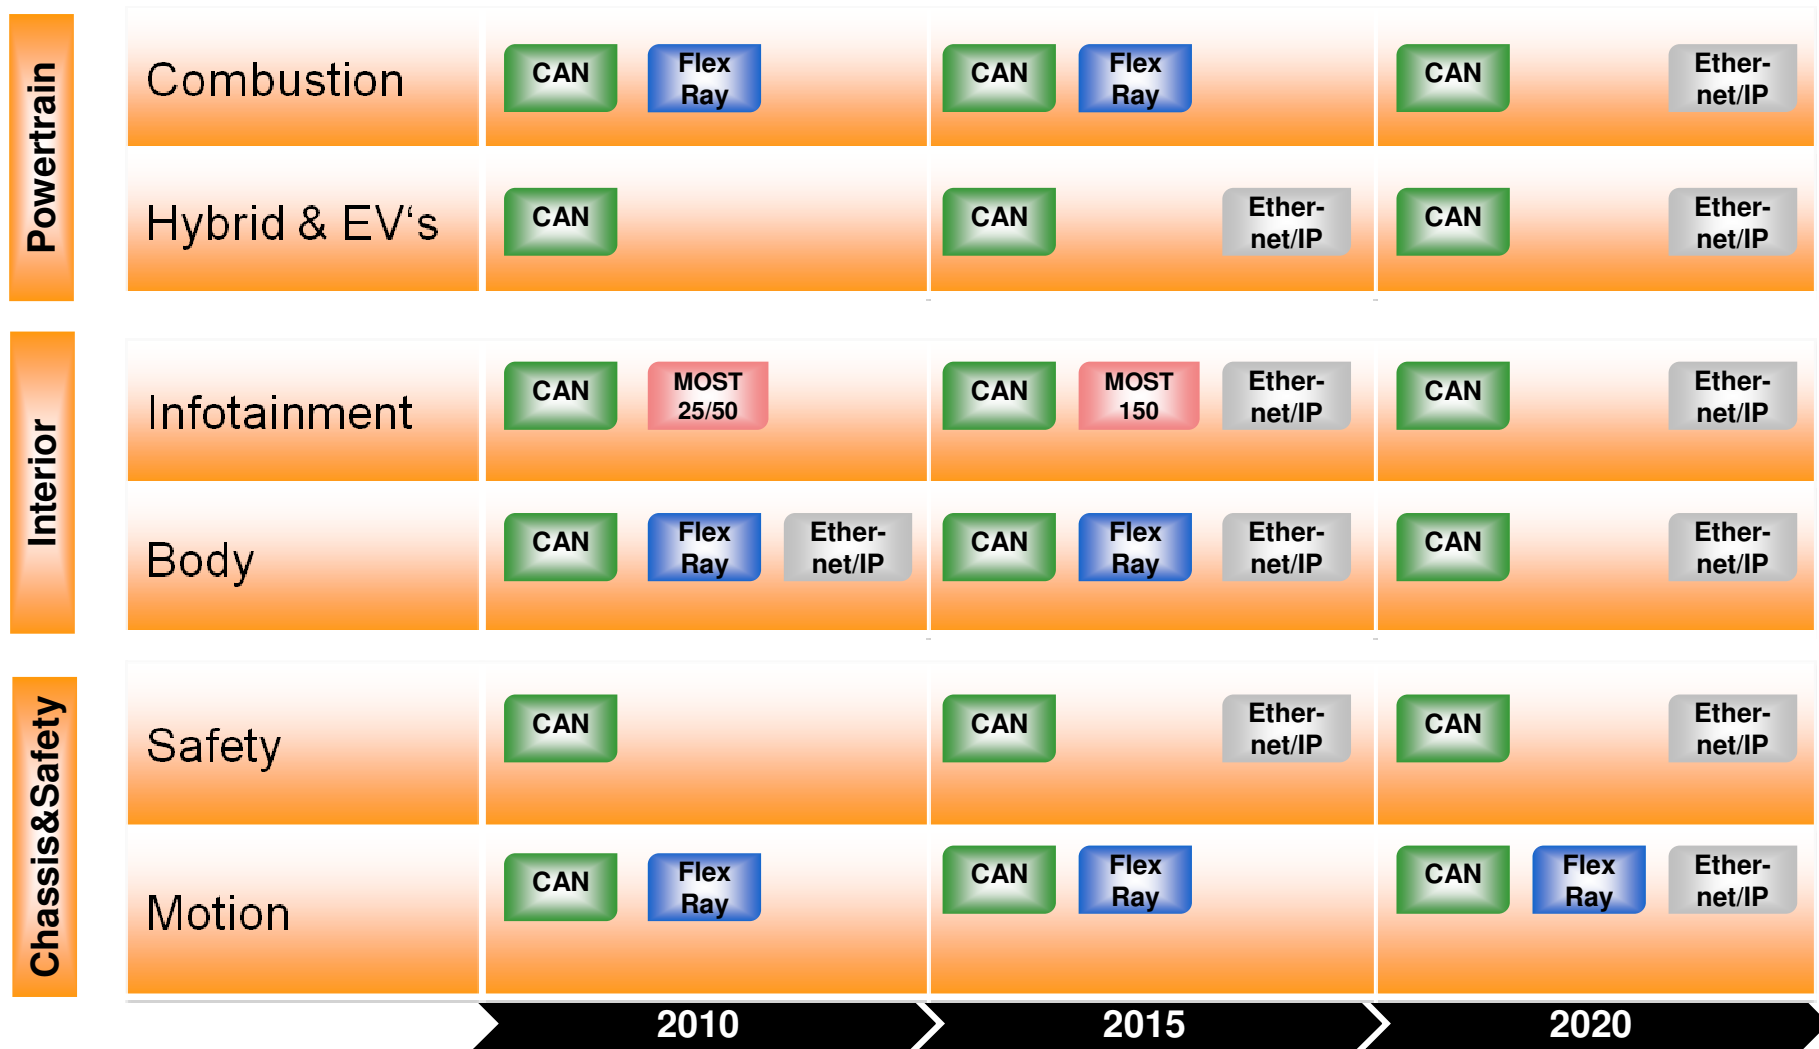 Powertrain
Combustion
CAN
Flex
Ray
CAN
Flex
Ray
CAN
Ether-
net/IP
Hybrid & EV‘s
CAN
CAN
Ether-
net/IP
CAN
Ether-
net/IP
Interior
Infotainment
CAN
MOST
25/50
CAN
MOST
150
Ether-
net/IP
CAN
Ether-
net/IP
Body
CAN
Flex
Ray
Ether-
net/IP
CAN
Flex
Ray
Ether-
net/IP
CAN
Ether-
net/IP
Chassis&Safety
Safety
CAN
CAN
Ether-
net/IP
CAN
Ether-
net/IP
Motion
CAN
Flex
Ray
CAN
Flex
Ray
CAN
Flex
Ray
Ether-
net/IP
2010
2015
2020